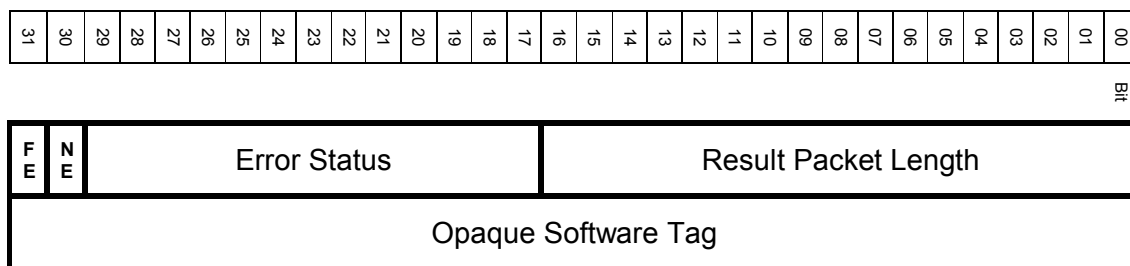 31 30 29 28 27 26 25 24 23 22 21 20 19 18 17 16 15 14 13 12 11 10 09 08 07 06 05 04 03 02 01 00
Bit
F E N E Error Status Result Packet Length
Opaque Software Tag